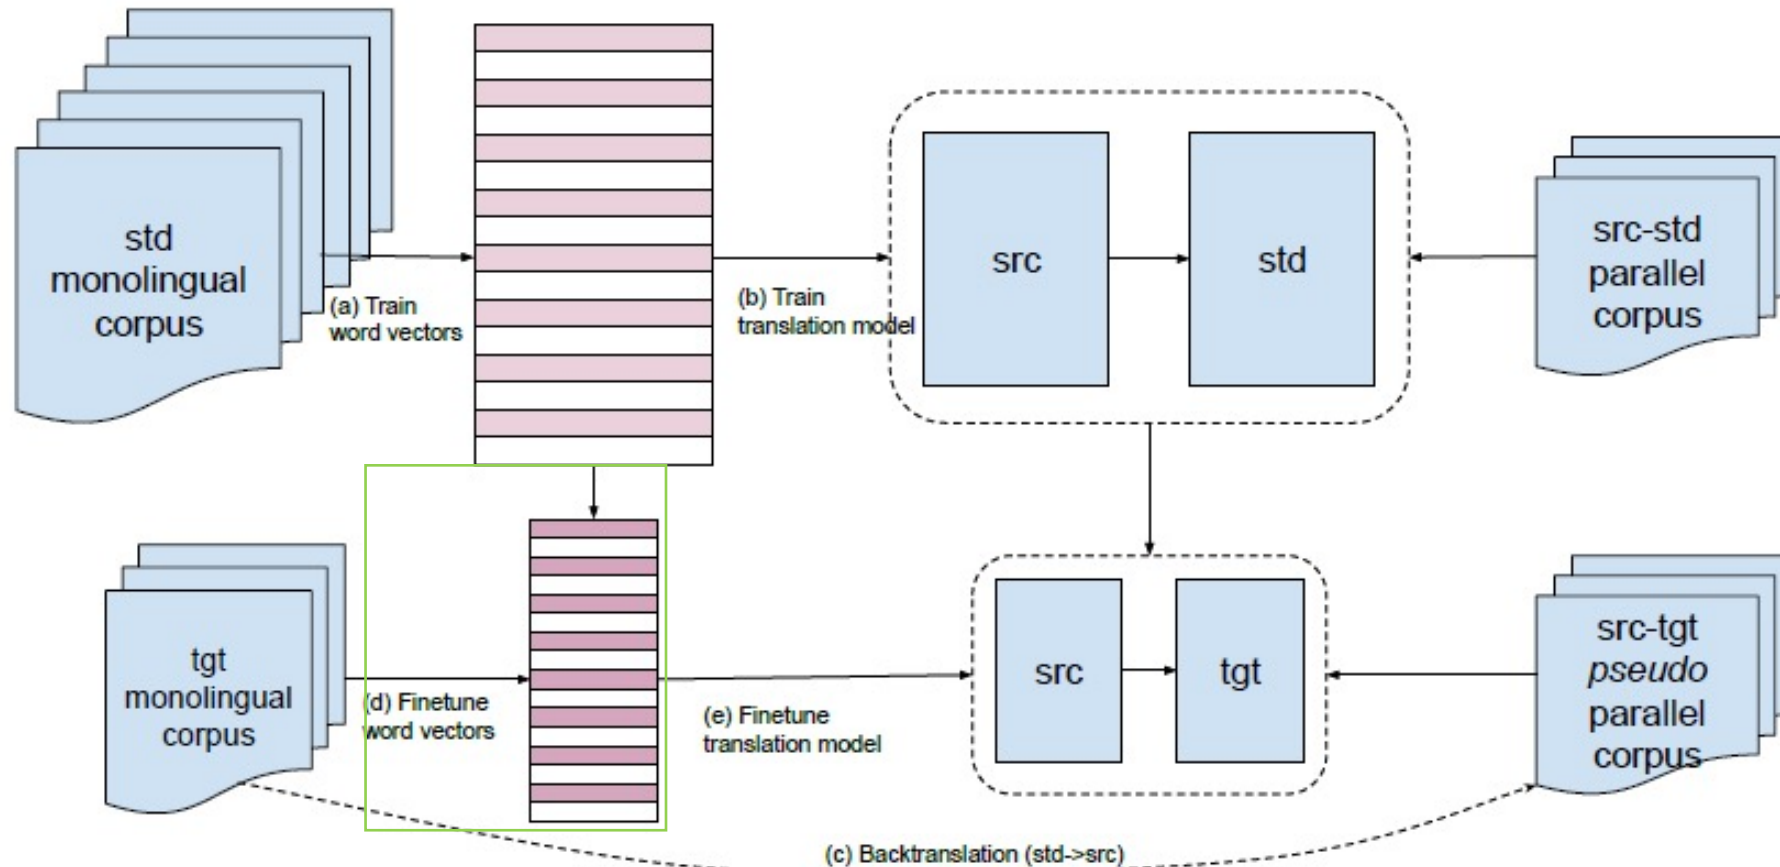 std
monolingual
corpus
(a) Train
word vectors
(b) Train
translation model
src
std
src-std
parallel
corpus
tgt
monolingual
corpus
(d) Finetune
word vectors
(e) Finetune
translation model
src
tgt
src-tgt
pseudo
parallel
corpus
(c) Backtranslation (std->src)